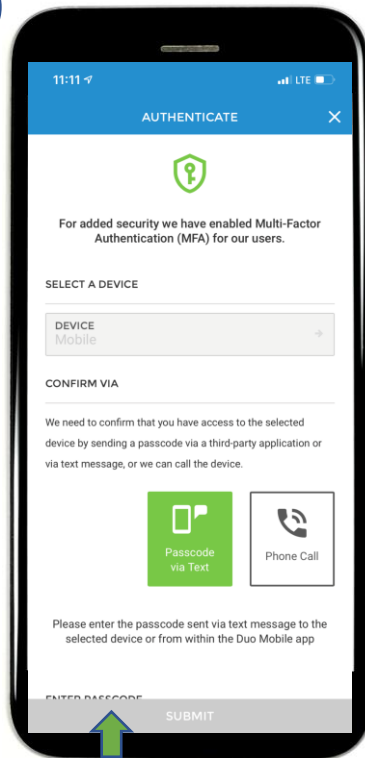 11:11 LTE
AUTHENTICATE
For added security we have enabled Multi-Factor
Authentication (MFA) for our users.
SELECT A DEVICE
DEVICE
Mobile
CONFIRM VIA
We need to confirm that you have access to the selected
device by sending a passcode via a third-party application or
via text message, or we can call the device.
Passcode
via Text
Phone Call
Please enter the passcode sent via text message to the
selected device or from within the Duo Mobile app
ENTER PASSCODE
SUBMIT